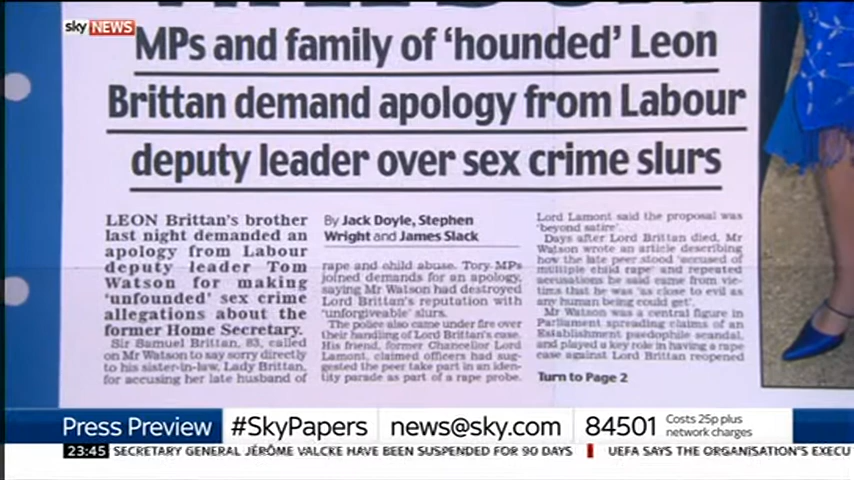 sky NEWS
MPs and family of ‘hounded’ Leon
Brittan demand apology from Labour
deputy leader over sex crime slurs
LEON Brittan's brother
last night demanded an
apology from Labour
deputy leader Tom
Watson for making
'unfounded' sex crime
allegations about the
former Home Secretary.
Sir Samuel Brittan, 83, called
on Mr Watson to say sorry directly
to his sister-in-law, Lady Brittan,
for accusing her late husband of
By Jack Doyle, Stephen
Wright and James Slack
rape and child abuse. Tory MPs
joined demands for an apology,
saying Mr Watson had destroyed
Lord Brittan's reputation with
'unforgiveable' slurs.
The police also came under fire over
their handling of Lord Brittan's case.
His friend, former Chancellor Lord
Lamont, claimed officers had sug-
gested the peer take part in an iden-
tity parade as part of a rape probe.
Lord Lamont said the proposal was
'beyond satire'.
Days after Lord Brittan died, Mr
Watson wrote an article describing
how the late peer stood 'accused of
multiple child rape' and repeated
accusations he said came from vic-
tims that he was 'as close to evil as
any human being could get'.
Mr Watson was a central figure in
Parliament spreading claims of an
Establishment paedophile scandal,
and played a key role in having a rape
case against Lord Brittan reopened
Turn to Page 2
Press Preview #SkyPapers news@sky.com 84501 Costs 25p plus
network charges
23:45 SECRETARY GENERAL JÉRÔME VALCKE HAVE BEEN SUSPENDED FOR 90 DAYS UEFA SAYS THE ORGANISATION'S EXECU